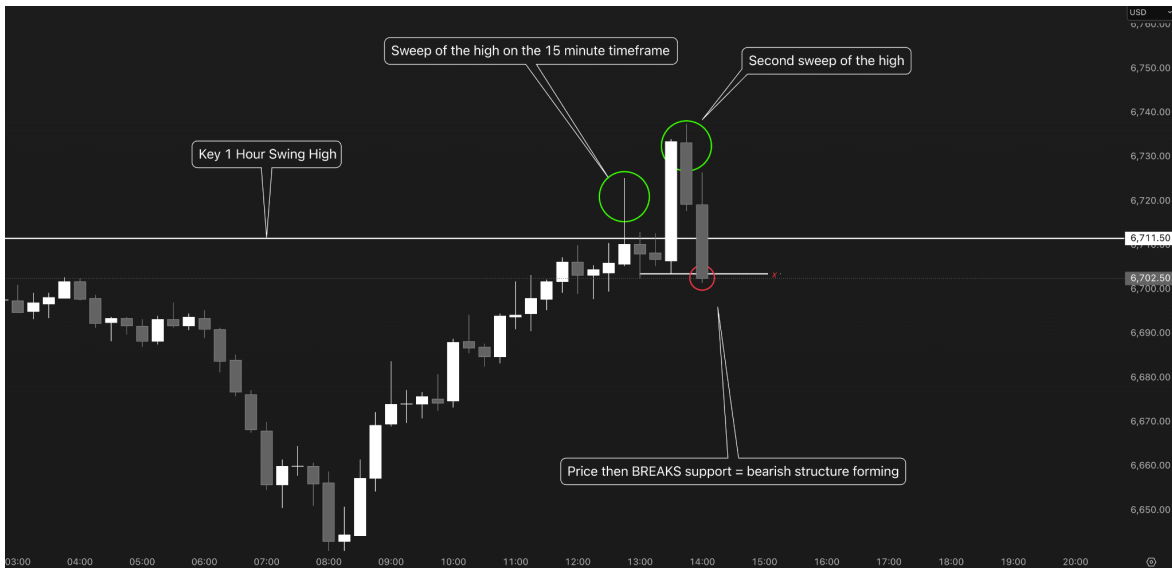 USD
6,760.00
Sweep of the high on the 15 minute timeframe
Second sweep of the high
6,750.00
6,740.00
Key 1 Hour Swing High
6,730.00
6,720.00
6,711.50
6,710.00
X
6,702.50
6,700.00
6,690.00
6,680.00
6,670.00
Price then BREAKS support = bearish structure forming
6,660.00
6,650.00
03:00 04:00 05:00 06:00 07:00 08:00 09:00 10:00 11:00 12:00 13:00 14:00 15:00 16:00 17:00 18:00 19:00 20:00